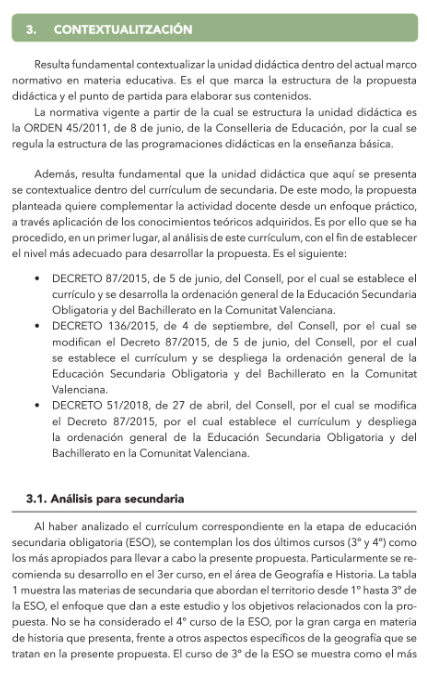 3. CONTEXTUALITZACIÓN
Resulta fundamental contextualizar la unidad didáctica dentro del actual marco
normativo en materia educativa. Es el que marca la estructura de la propuesta
didáctica y el punto de partida para elaborar sus contenidos.
La normativa vigente a partir de la cual se estructura la unidad didáctica es
la ORDEN 45/2011, de 8 de junio, de la Conselleria de Educación, por la cual se
regula la estructura de las programaciones didácticas en la enseñanza básica.
Además, resulta fundamental que la unidad didáctica que aquí se presenta
se contextualice dentro del currículum de secundaria. De este modo, la propuesta
planteada quiere complementar la actividad docente desde un enfoque práctico,
a través aplicación de los conocimientos teóricos adquiridos. Es por ello que se ha
procedido, en un primer lugar, al análisis de este currículum, con el fin de establecer
el nivel más adecuado para desarrollar la propuesta. Es el siguiente:
• DECRETO 87/2015, de 5 de junio, del Consell, por el cual se establece el
currículo y se desarrolla la ordenación general de la Educación Secundaria
Obligatoria y del Bachillerato en la Comunitat Valenciana.
• DECRETO 136/2015, de 4 de septiembre, del Consell, por el cual se
modifican el Decreto 87/2015, de 5 de junio, del Consell, por el cual
se establece el currículum y se despliega la ordenación general de la
Educación Secundaria Obligatoria y del Bachillerato en la Comunitat
Valenciana.
• DECRETO 51/2018, de 27 de abril, del Consell, por el cual se modifica
el Decreto 87/2015, por el cual establece el currículum y despliega
la ordenación general de la Educación Secundaria Obligatoria y del
Bachillerato en la Comunitat Valenciana.
3.1. Análisis para secundaria
Al haber analizado el currículum correspondiente en la etapa de educación
secundaria obligatoria (ESO), se contemplan los dos últimos cursos (3º y 4º) como
los más apropiados para llevar a cabo la presente propuesta. Particularmente se re-
comienda su desarrollo en el 3er curso, en el área de Geografía e Historia. La tabla
1 muestra las materias de secundaria que abordan el territorio desde 1º hasta 3º de
la ESO, el enfoque que dan a este estudio y los objetivos relacionados con la pro-
puesta. No se ha considerado el 4º curso de la ESO, por la gran carga en materia
de historia que presenta, frente a otros aspectos específicos de la geografía que se
tratan en la presente propuesta. El curso de 3º de la ESO se muestra como el más